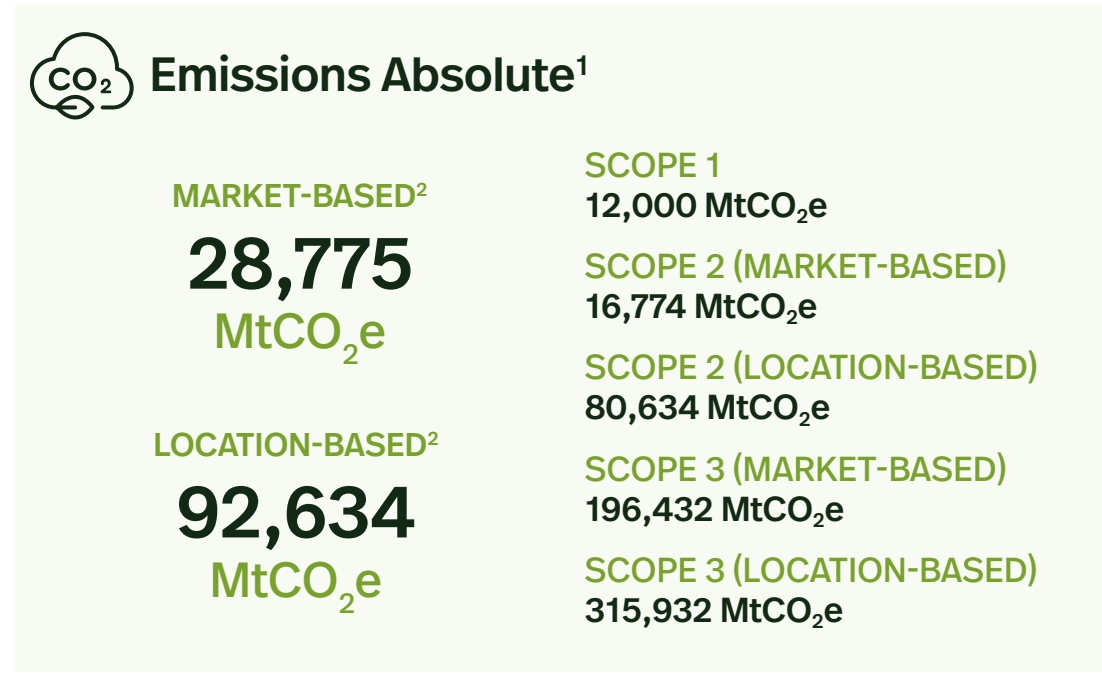 CO₂
Emissions Absolute¹
MARKET-BASED²
28,775
MtCO₂e
LOCATION-BASED²
92,634
MtCO₂e
SCOPE 1
12,000 MtCO₂e
SCOPE 2 (MARKET-BASED)
16,774 MtCO₂e
SCOPE 2 (LOCATION-BASED)
80,634 MtCO₂e
SCOPE 3 (MARKET-BASED)
196,432 MtCO₂e
SCOPE 3 (LOCATION-BASED)
315,932 MtCO₂e